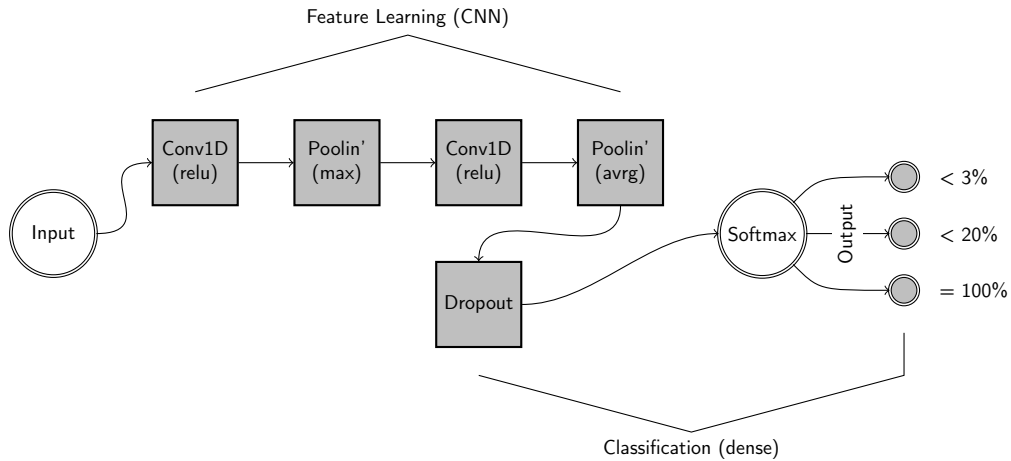 Feature Learning (CNN)
Input
Conv1D
(relu)
Poolin'
(max)
Conv1D
(relu)
Poolin'
(avrg)
Dropout
Softmax
Output
< 3%
< 20%
= 100%
Classification (dense)